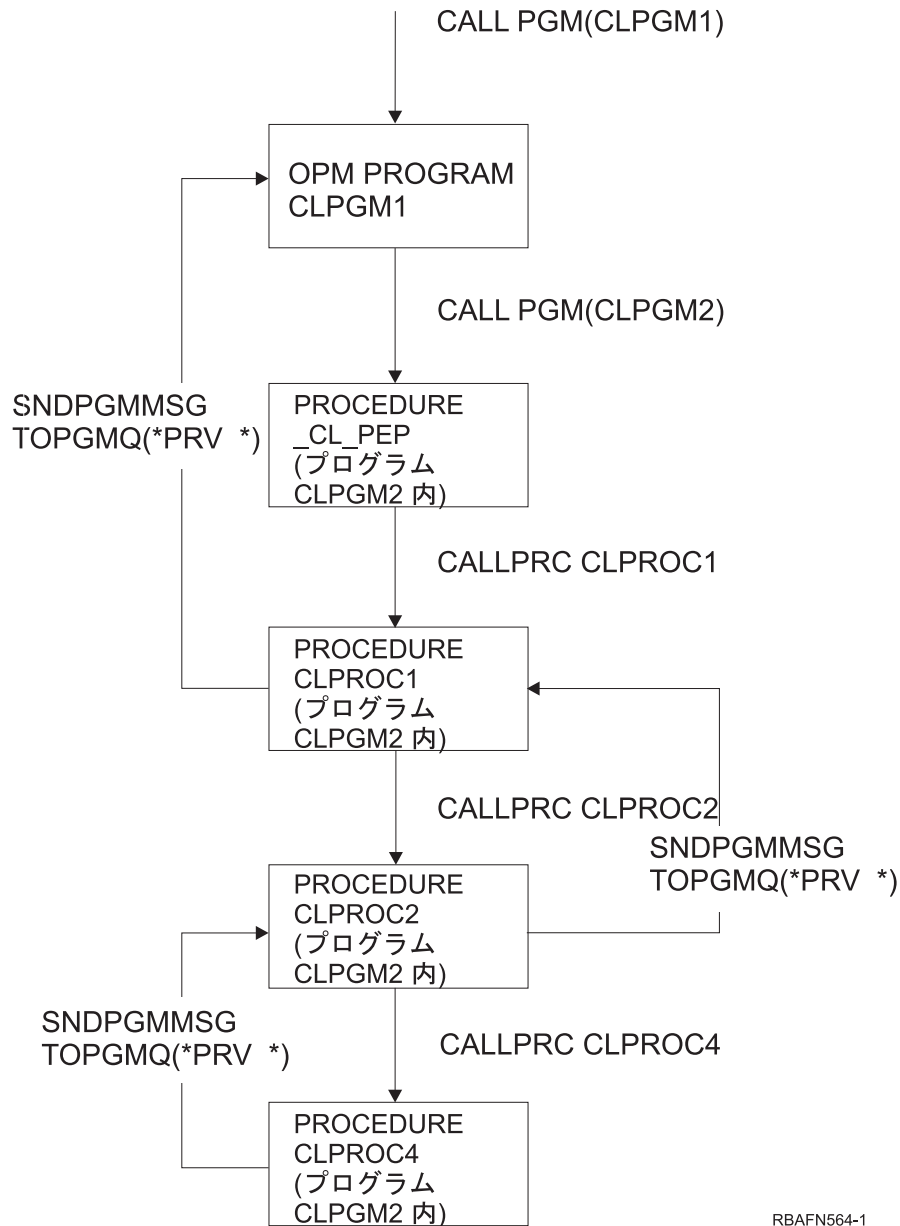 CALL PGM(CLPGM1)
OPM PROGRAM
CLPGM1
CALL PGM(CLPGM2)
SNDPGMMSG
TOPGMQ(*PRV *)
PROCEDURE
_CL_PEP
(プログラム
CLPGM2 内)
CALLPRC CLPROC1
PROCEDURE
CLPROC1
(プログラム
CLPGM2 内)
CALLPRC CLPROC2
SNDPGMMSG
TOPGMQ(*PRV *)
PROCEDURE
CLPROC2
(プログラム
CLPGM2 内)
SNDPGMMSG
TOPGMQ(*PRV *)
CALLPRC CLPROC4
PROCEDURE
CLPROC4
(プログラム
CLPGM2 内)
RBAFN564-1